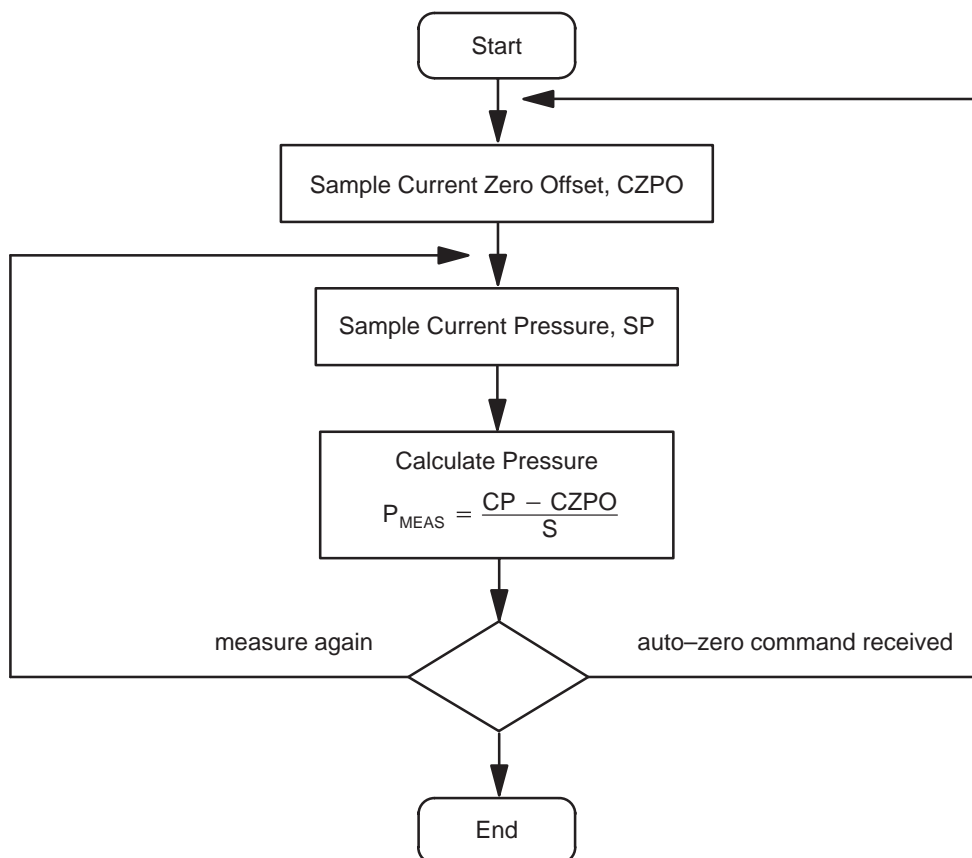 Start
Sample Current Zero Offset, CZPO
Sample Current Pressure, SP
Calculate Pressure
P_MEAS = (CP − CZPO) / S
measure again
auto–zero command received
End